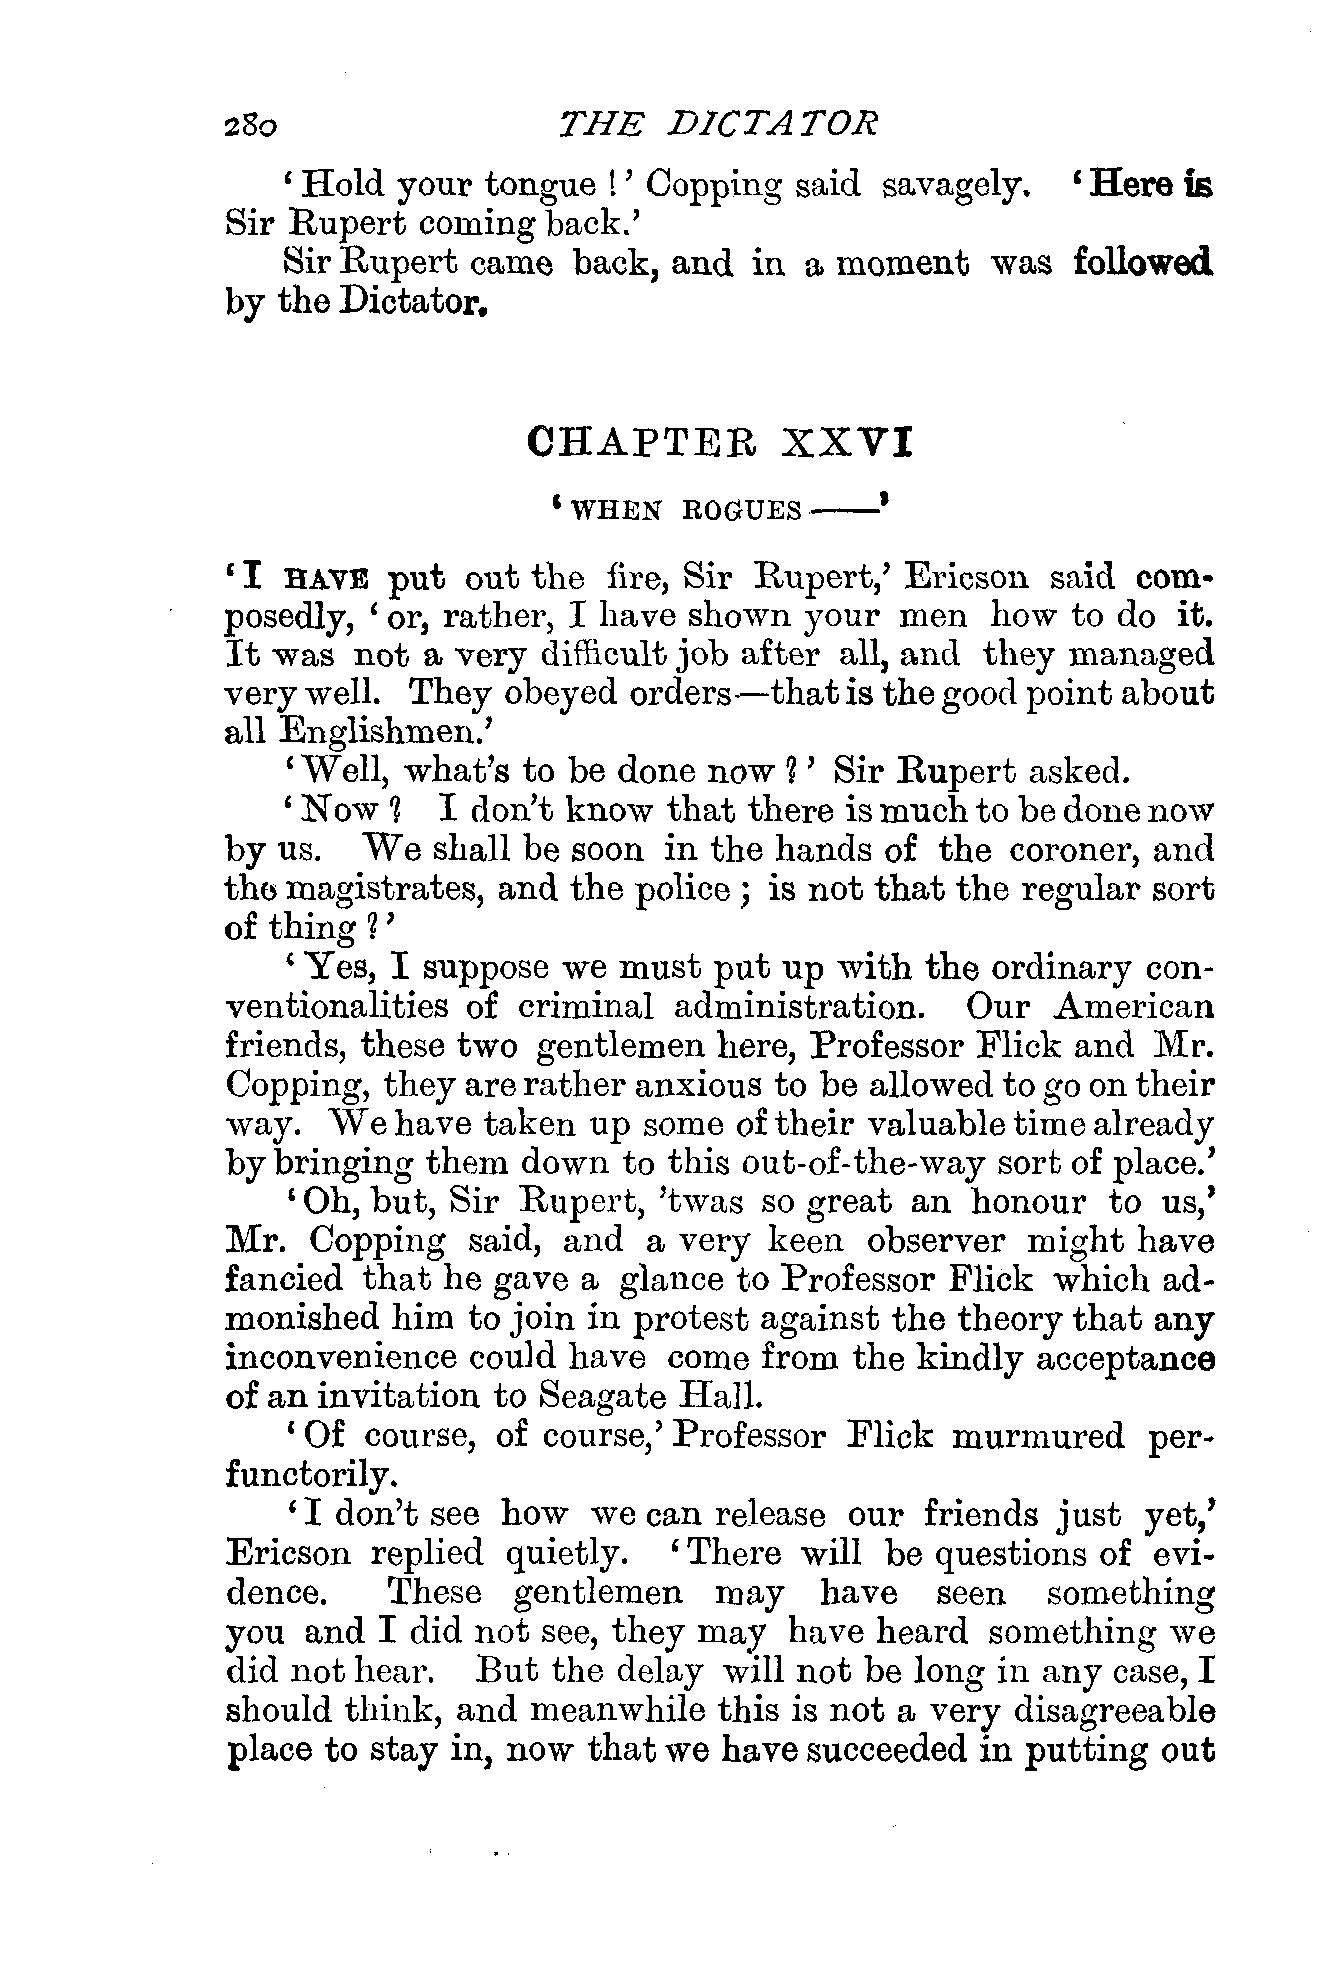 280 THE DICTATOR
‘Hold your tongue!’ Copping said savagely. ‘Here is
Sir Rupert coming back.’
Sir Rupert came back, and in a moment was followed
by the Dictator.
CHAPTER XXVI
‘WHEN ROGUES——’
‘I HAVE put out the fire, Sir Rupert,’ Ericson said com-
posedly, ‘or, rather, I have shown your men how to do it.
It was not a very difficult job after all, and they managed
very well. They obeyed orders—that is the good point about
all Englishmen.’
‘Well, what’s to be done now?’ Sir Rupert asked.
‘Now? I don’t know that there is much to be done now
by us. We shall be soon in the hands of the coroner, and
the magistrates, and the police; is not that the regular sort
of thing?’
‘Yes, I suppose we must put up with the ordinary con-
ventionalities of criminal administration. Our American
friends, these two gentlemen here, Professor Flick and Mr.
Copping, they are rather anxious to be allowed to go on their
way. We have taken up some of their valuable time already
by bringing them down to this out-of-the-way sort of place.’
‘Oh, but, Sir Rupert, ’twas so great an honour to us,’
Mr. Copping said, and a very keen observer might have
fancied that he gave a glance to Professor Flick which ad-
monished him to join in protest against the theory that any
inconvenience could have come from the kindly acceptance
of an invitation to Seagate Hall.
‘Of course, of course,’ Professor Flick murmured per-
functorily.
‘I don’t see how we can release our friends just yet,’
Ericson replied quietly. ‘There will be questions of evi-
dence. These gentlemen may have seen something
you and I did not see, they may have heard something we
did not hear. But the delay will not be long in any case, I
should think, and meanwhile this is not a very disagreeable
place to stay in, now that we have succeeded in putting out